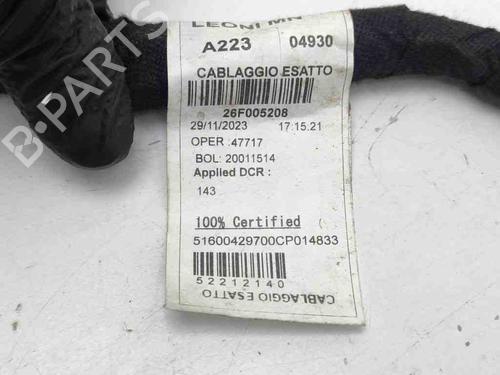 LEONI MN
A223 04930
CABLAGGIO ESATTO
26F005208
29/11/2023 17:15:21
OPER :47717
BOL: 20011514
Applied DCR :
143
100% Certified
51600429700CP014833
52212140
CABLAGGIO ESATTO
B-PARTS